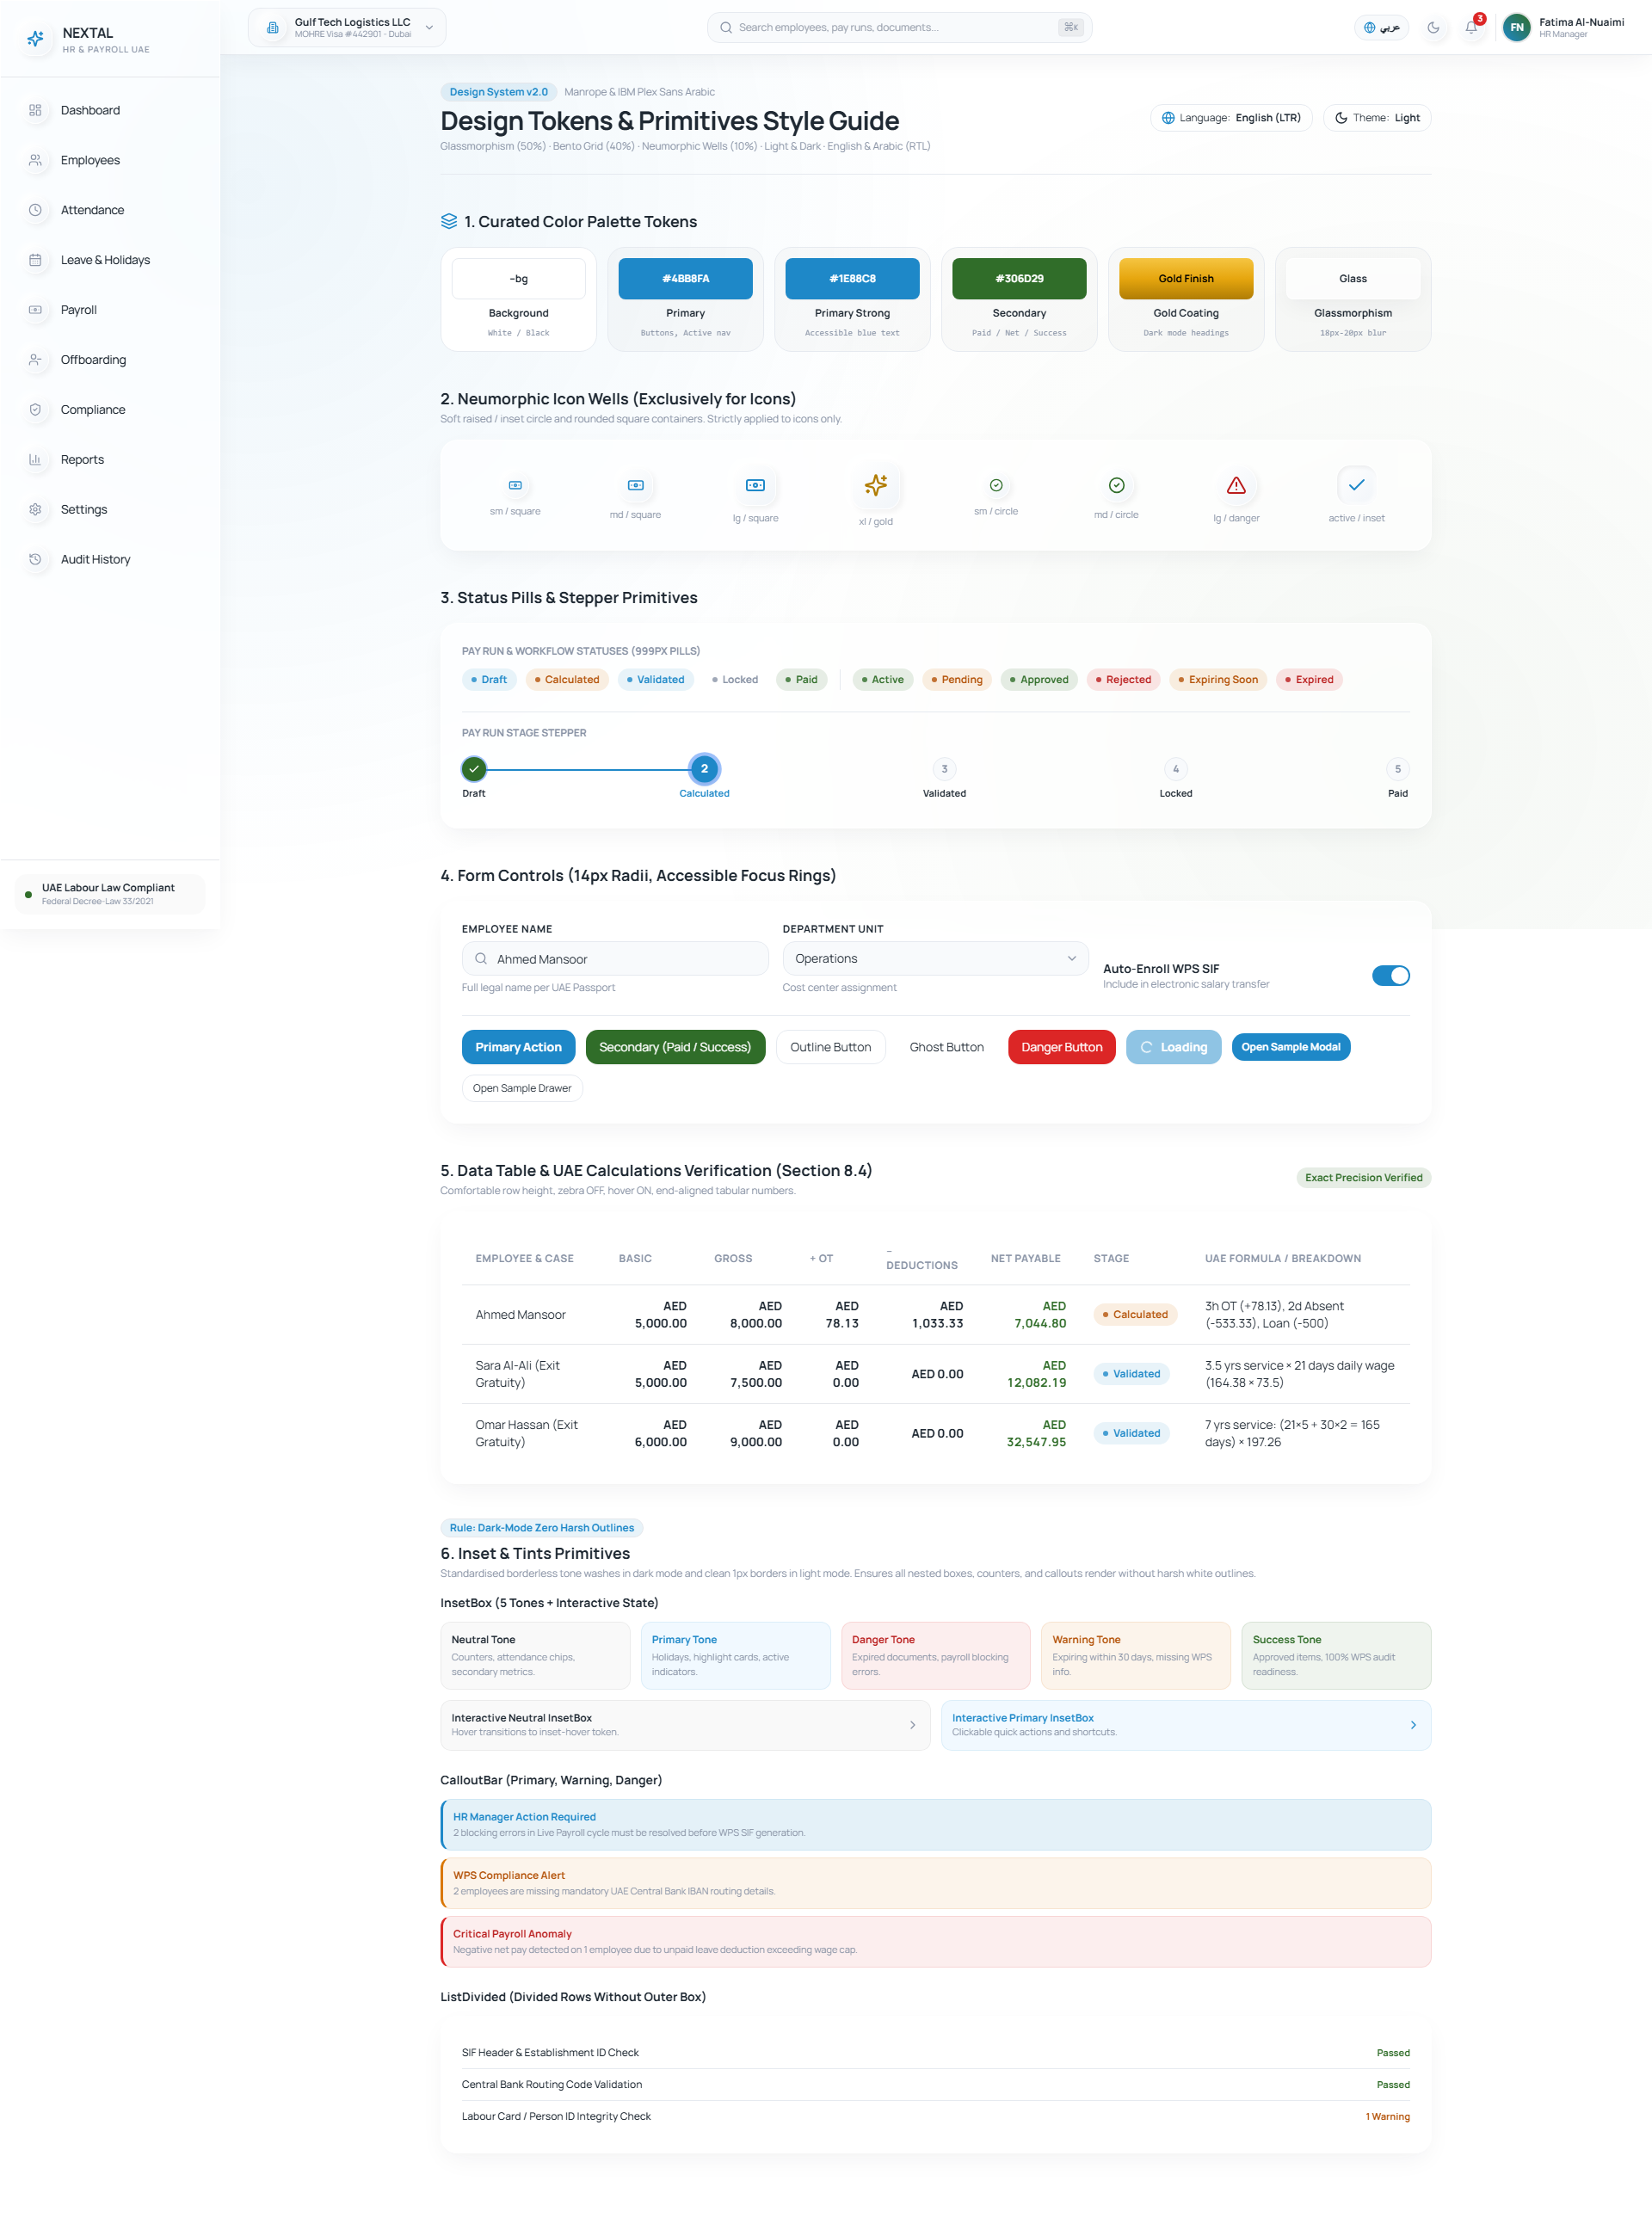 NEXTAL
HR & PAYROLL UAE
Dashboard
Employees
Attendance
Leave & Holidays
Payroll
Offboarding
Compliance
Reports
Settings
Audit History
UAE Labour Law Compliant
Federal Decree-Law 33/2021
Gulf Tech Logistics LLC
MOHRE Visa #442901 - Dubai
Search employees, pay runs, documents...
⌘K
عربي
3
FN
Fatima Al-Nuaimi
HR Manager
Design System v2.0
Manrope & IBM Plex Sans Arabic
Design Tokens & Primitives Style Guide
Glassmorphism (50%) · Bento Grid (40%) · Neumorphic Wells (10%) · Light & Dark · English & Arabic (RTL)
Language: English (LTR)
Theme: Light
1. Curated Color Palette Tokens
--bg
Background
White / Black
#4BB8FA
Primary
Buttons, Active nav
#1E88C8
Primary Strong
Accessible blue text
#306D29
Secondary
Paid / Net / Success
Gold Finish
Gold Coating
Dark mode headings
Glass
Glassmorphism
18px-20px blur
2. Neumorphic Icon Wells (Exclusively for Icons)
Soft raised / inset circle and rounded square containers. Strictly applied to icons only.
sm / square
md / square
lg / square
xl / gold
sm / circle
md / circle
lg / danger
active / inset
3. Status Pills & Stepper Primitives
PAY RUN & WORKFLOW STATUSES (999PX PILLS)
Draft
Calculated
Validated
Locked
Paid
Active
Pending
Approved
Rejected
Expiring Soon
Expired
PAY RUN STAGE STEPPER
Draft
2
Calculated
3
Validated
4
Locked
5
Paid
4. Form Controls (14px Radii, Accessible Focus Rings)
EMPLOYEE NAME
Ahmed Mansoor
Full legal name per UAE Passport
DEPARTMENT UNIT
Operations
Cost center assignment
Auto-Enroll WPS SIF
Include in electronic salary transfer
Primary Action
Secondary (Paid / Success)
Outline Button
Ghost Button
Danger Button
Loading
Open Sample Modal
Open Sample Drawer
5. Data Table & UAE Calculations Verification (Section 8.4)
Comfortable row height, zebra OFF, hover ON, end-aligned tabular numbers.
Exact Precision Verified
EMPLOYEE & CASE
BASIC
GROSS
+ OT
−
DEDUCTIONS
NET PAYABLE
STAGE
UAE FORMULA / BREAKDOWN
Ahmed Mansoor
AED
5,000.00
AED
8,000.00
AED
78.13
AED
1,033.33
AED
7,044.80
Calculated
3h OT (+78.13), 2d Absent
(-533.33), Loan (-500)
Sara Al-Ali (Exit
Gratuity)
AED
5,000.00
AED
7,500.00
AED
0.00
AED 0.00
AED
12,082.19
Validated
3.5 yrs service × 21 days daily wage
(164.38 × 73.5)
Omar Hassan (Exit
Gratuity)
AED
6,000.00
AED
9,000.00
AED
0.00
AED 0.00
AED
32,547.95
Validated
7 yrs service: (21×5 + 30×2 = 165
days) × 197.26
Rule: Dark-Mode Zero Harsh Outlines
6. Inset & Tints Primitives
Standardised borderless tone washes in dark mode and clean 1px borders in light mode. Ensures all nested boxes, counters, and callouts render without harsh white outlines.
InsetBox (5 Tones + Interactive State)
Neutral Tone
Counters, attendance chips,
secondary metrics.
Primary Tone
Holidays, highlight cards, active
indicators.
Danger Tone
Expired documents, payroll blocking
errors.
Warning Tone
Expiring within 30 days, missing WPS
info.
Success Tone
Approved items, 100% WPS audit
readiness.
Interactive Neutral InsetBox
Hover transitions to inset-hover token.
Interactive Primary InsetBox
Clickable quick actions and shortcuts.
CalloutBar (Primary, Warning, Danger)
HR Manager Action Required
2 blocking errors in Live Payroll cycle must be resolved before WPS SIF generation.
WPS Compliance Alert
2 employees are missing mandatory UAE Central Bank IBAN routing details.
Critical Payroll Anomaly
Negative net pay detected on 1 employee due to unpaid leave deduction exceeding wage cap.
ListDivided (Divided Rows Without Outer Box)
SIF Header & Establishment ID Check
Passed
Central Bank Routing Code Validation
Passed
Labour Card / Person ID Integrity Check
1 Warning